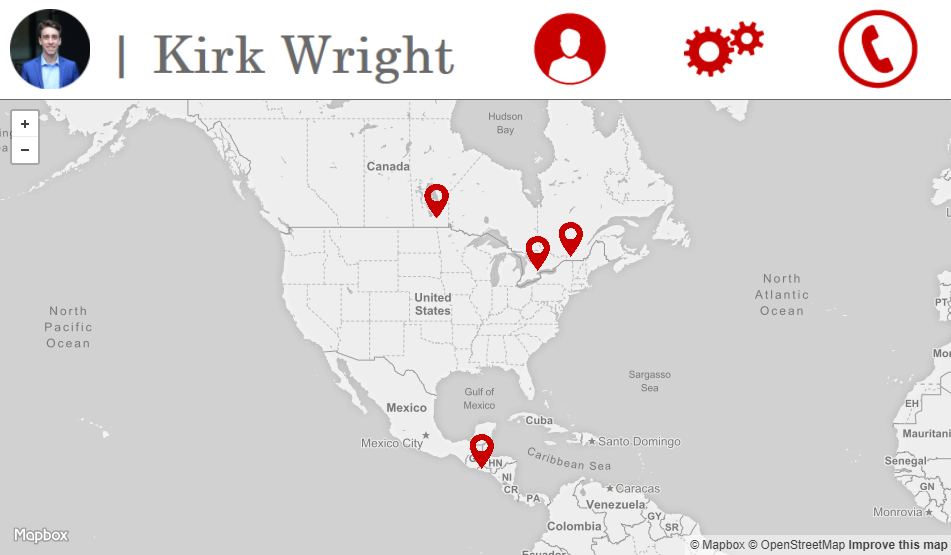 | Kirk Wright
+
−
Hudson
Bay
Canada
United
States
North
Pacific
Ocean
North
Atlantic
Ocean
Sargasso
Sea
Gulf of
Mexico
Mexico
Mexico City
Cuba
Santo Domingo
Caribbean Sea
HN
NI
CR
PA
Caracas
Venezuela
Colombia
GY
SR
PT
EH
Mauritani
Senegal
GN
Monrovia
Ecuador
Mapbox
© Mapbox © OpenStreetMap Improve this map